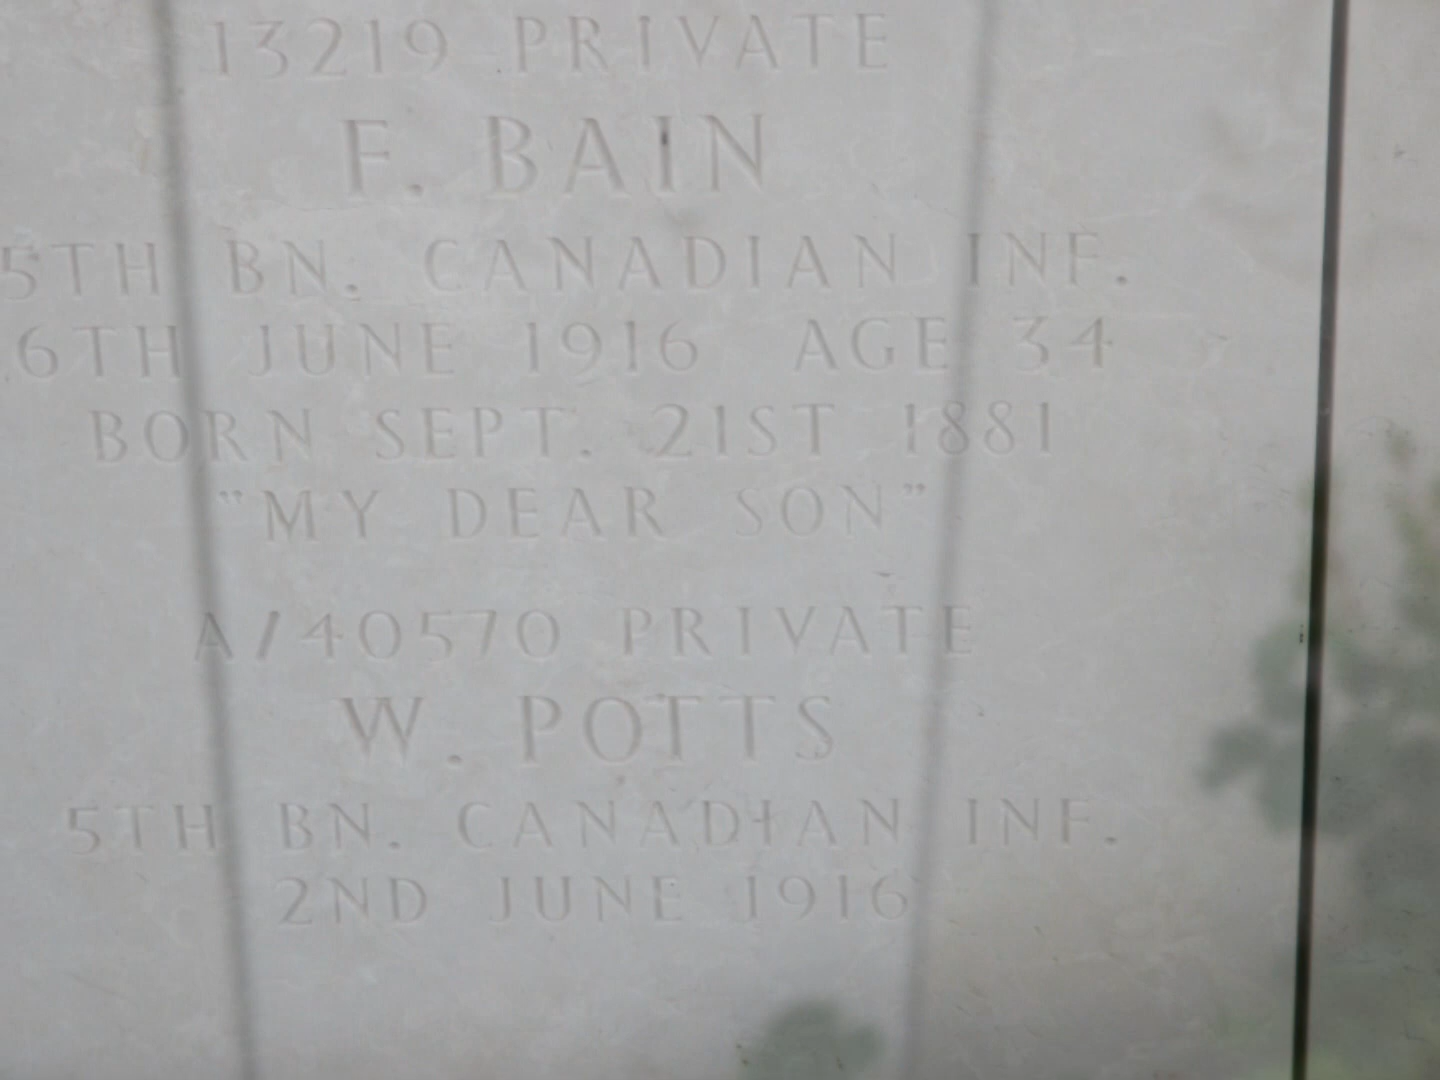 13219 PRIVATE
F. BAIN
5TH BN. CANADIAN INF.
6TH JUNE 1916 AGE 34
BORN SEPT. 21ST 1881
"MY DEAR SON"
A/40570 PRIVATE
W. POTTS
5TH BN. CANADIAN INF.
2ND JUNE 1916